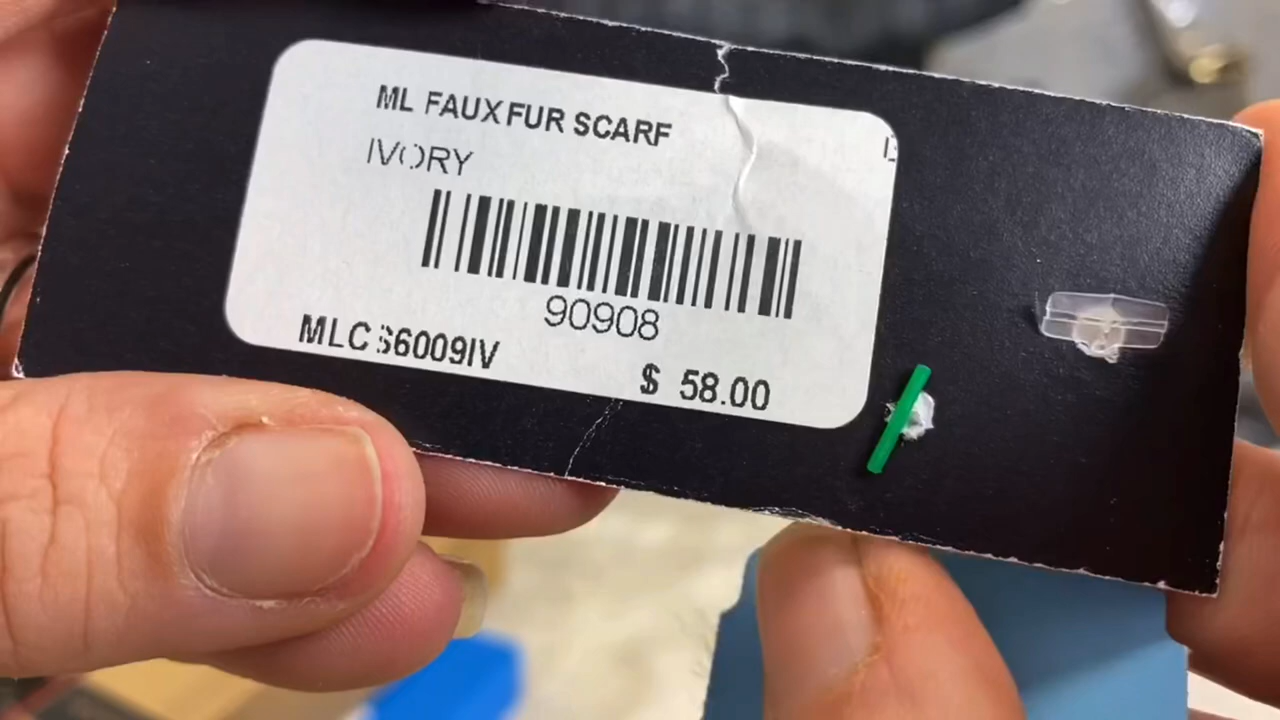 ML FAUX FUR SCARF
IVORY
90908
MLCS6009IV
$ 58.00